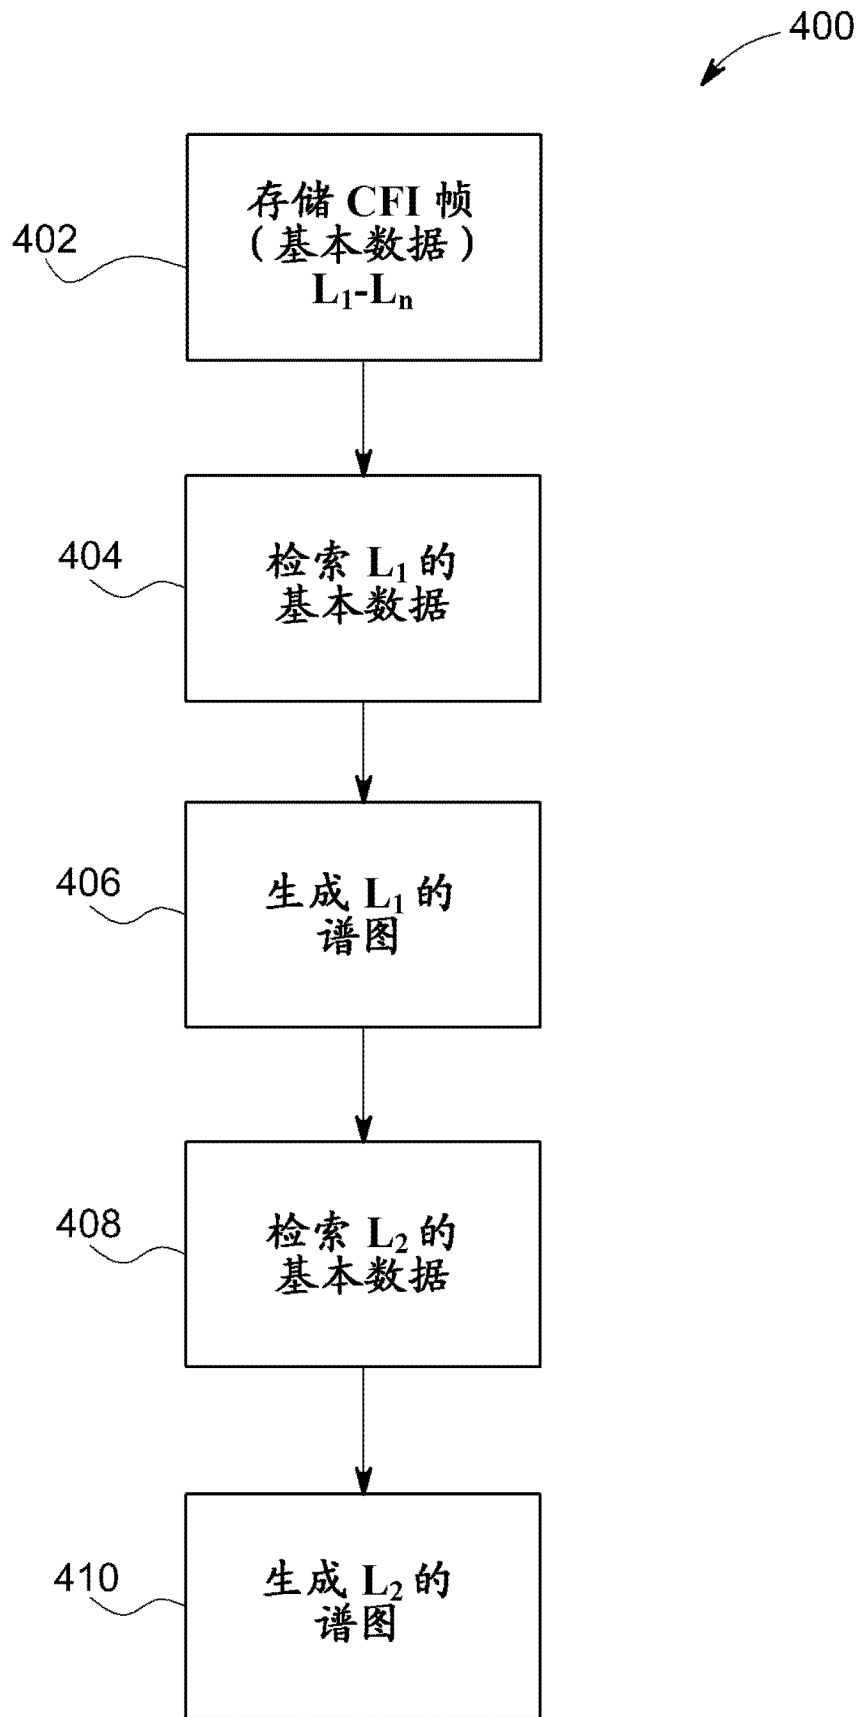 400
402
存储 CFI 帧
(基本数据)
L₁-Lₙ
404
检索 L₁ 的
基本数据
406
生成 L₁ 的
谱图
408
检索 L₂ 的
基本数据
410
生成 L₂ 的
谱图